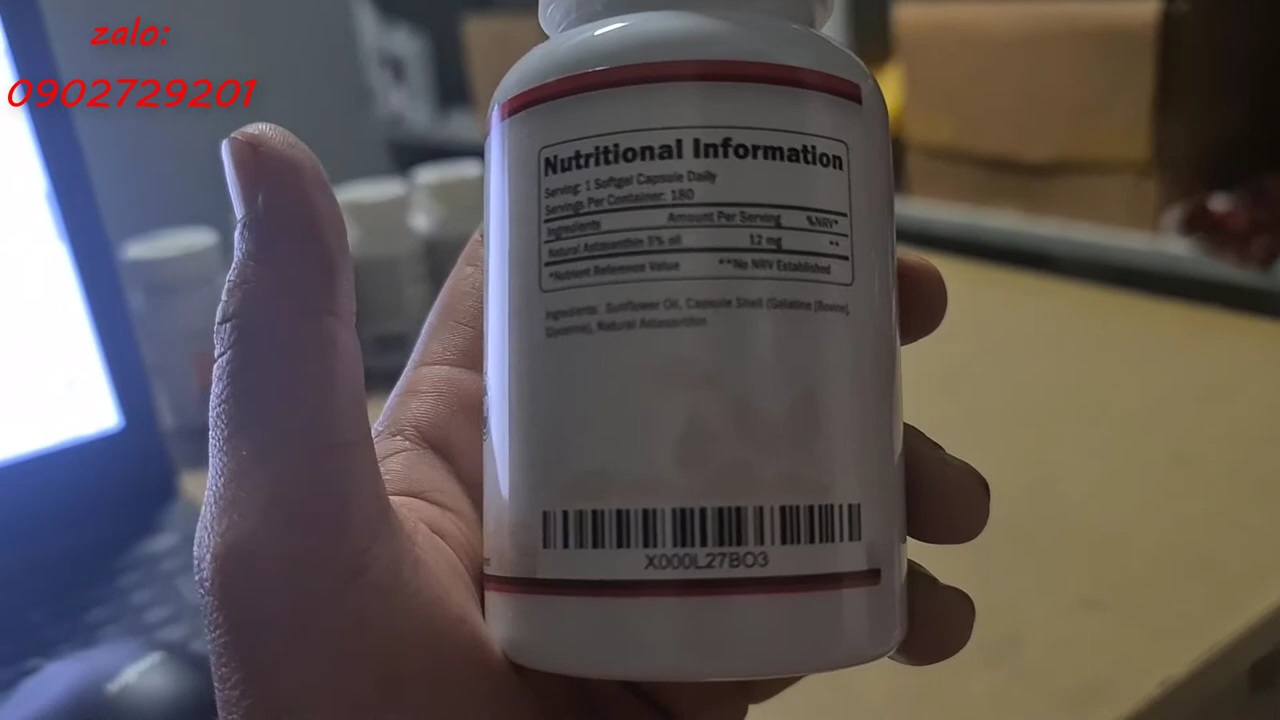 zalo:
0902729201
Nutritional Information
Serving: 1 Softgel Capsule Daily
Servings Per Container: 180
Ingredients Amount Per Serving %NRV*
Natural Astaxanthin 5% oil 12 mg **
*Nutrient Reference Value **No NRV Established
Ingredients: Sunflower Oil, Capsule Shell (Gelatine [Bovine],
Glycerine), Natural Astaxanthin
X000L27BO3